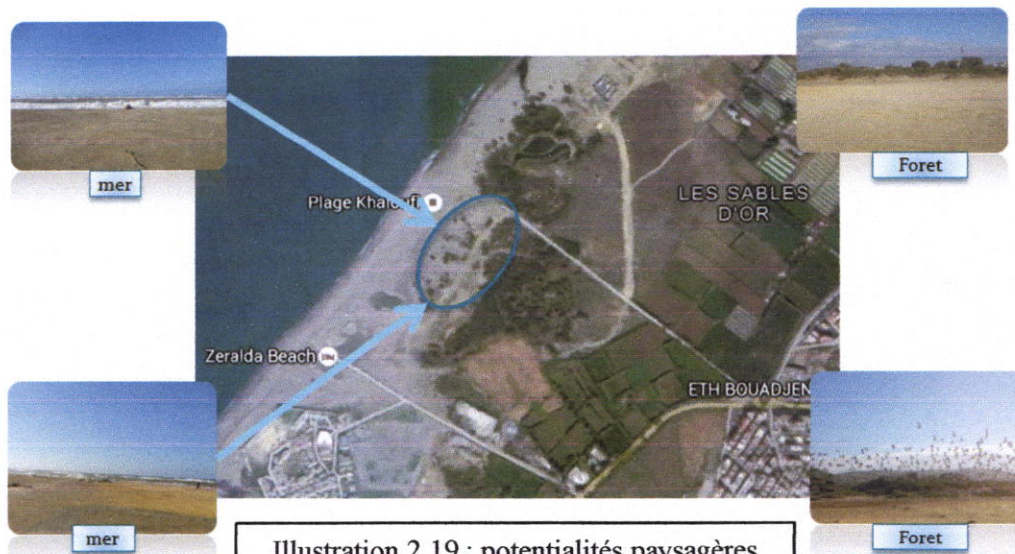 mer
Foret
Plage Khaloufi
LES SABLES
D'OR
Zeralda Beach
ETH BOUADJEN
mer
Foret
Illustration 2.19 : potentialités paysagères